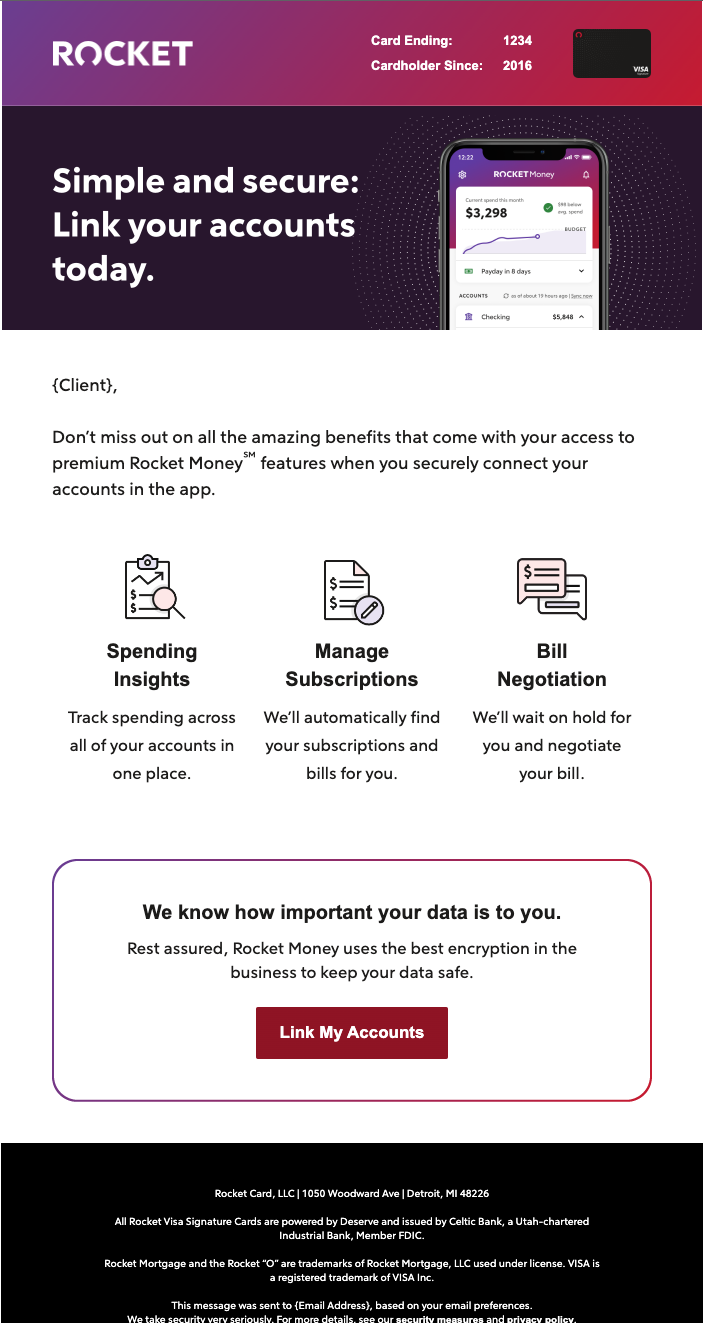 ROCKET
Card Ending: 1234
Cardholder Since: 2016
VISA
Simple and secure:
Link your accounts
today.
12:22
ROCKET Money
Current spend this month
$3,298
$98 below
avg. spend
BUDGET
Payday in 8 days
ACCOUNTS
as of about 19 hours ago | Sync now
Checking $5,848
{Client},
Don’t miss out on all the amazing benefits that come with your access to
premium Rocket Money℠ features when you securely connect your
accounts in the app.
Spending
Insights
Track spending across
all of your accounts in
one place.
Manage
Subscriptions
We’ll automatically find
your subscriptions and
bills for you.
Bill
Negotiation
We’ll wait on hold for
you and negotiate
your bill.
We know how important your data is to you.
Rest assured, Rocket Money uses the best encryption in the
business to keep your data safe.
Link My Accounts
Rocket Card, LLC | 1050 Woodward Ave | Detroit, MI 48226
All Rocket Visa Signature Cards are powered by Deserve and issued by Celtic Bank, a Utah-chartered
Industrial Bank, Member FDIC.
Rocket Mortgage and the Rocket “O” are trademarks of Rocket Mortgage, LLC used under license. VISA is
a registered trademark of VISA Inc.
This message was sent to {Email Address}, based on your email preferences.
We take security very seriously. For more details, see our security measures and privacy policy.